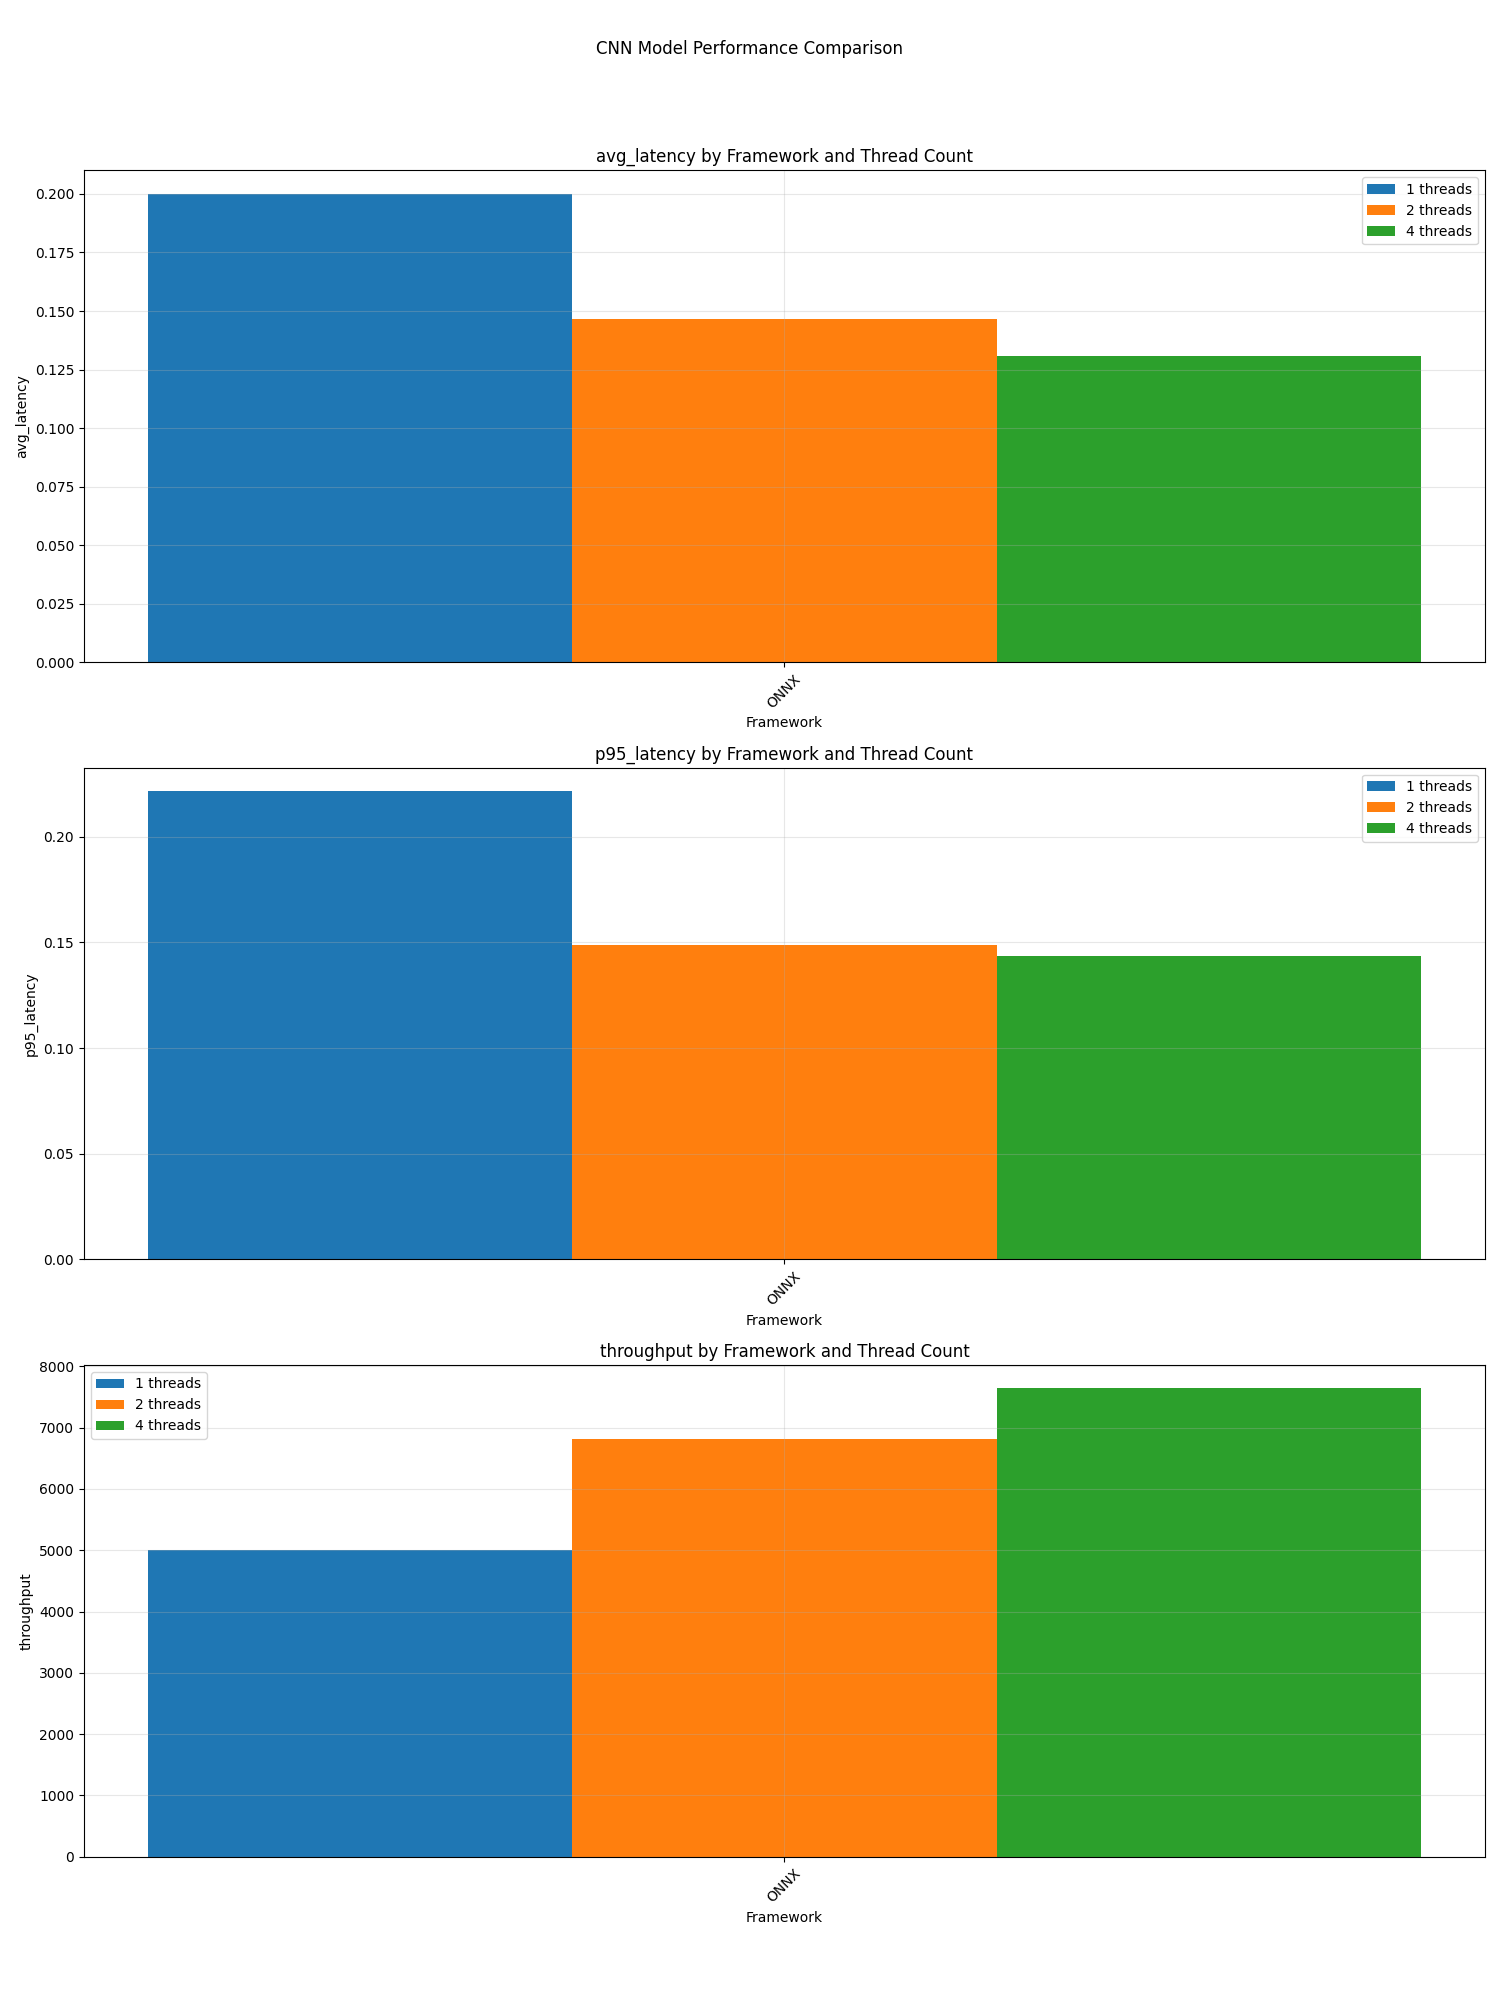 CNN Model Performance Comparison
avg_latency by Framework and Thread Count
1 threads
2 threads
4 threads
0.200
0.175
0.150
0.125
0.100
0.075
0.050
0.025
0.000
avg_latency
ONNX
Framework
p95_latency by Framework and Thread Count
1 threads
2 threads
4 threads
0.20
0.15
0.10
0.05
0.00
p95_latency
ONNX
Framework
throughput by Framework and Thread Count
1 threads
2 threads
4 threads
8000
7000
6000
5000
4000
3000
2000
1000
0
throughput
ONNX
Framework